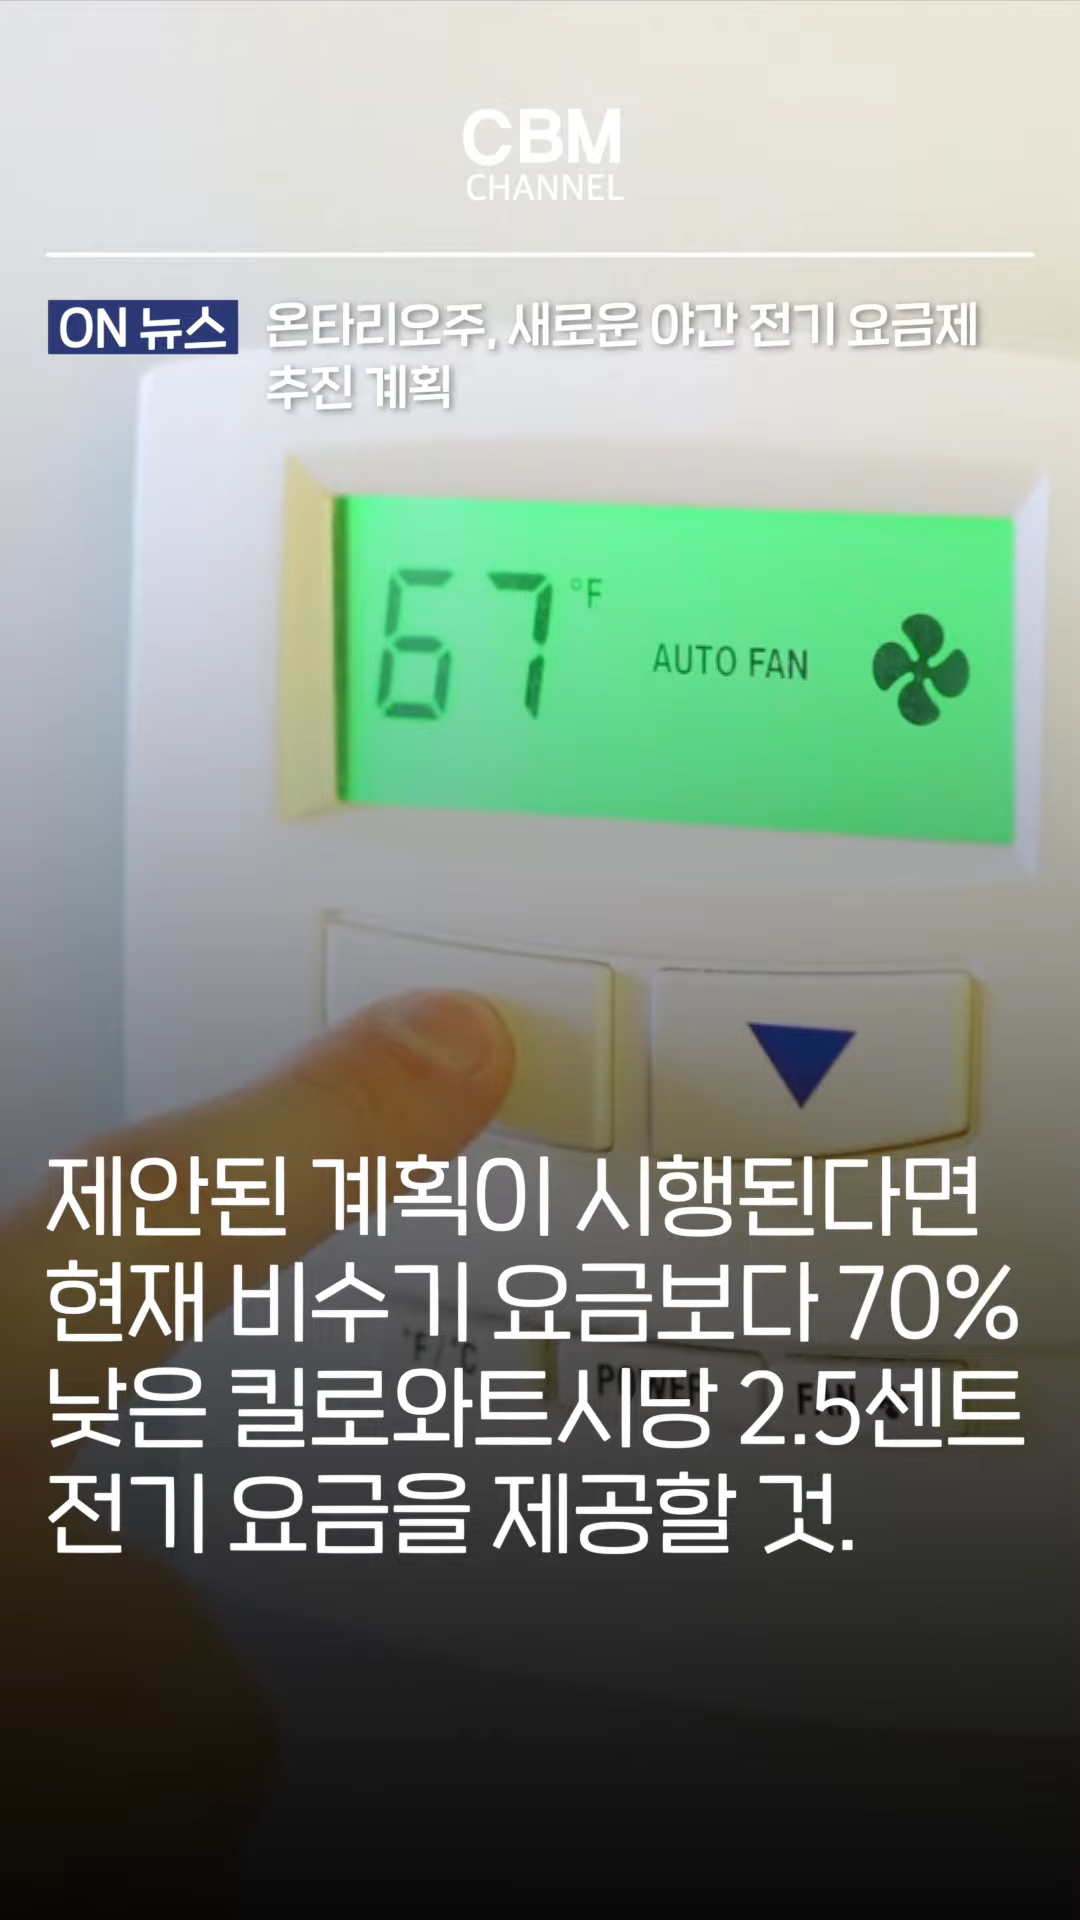 CBM
CHANNEL
ON 뉴스 온타리오주, 새로운 야간 전기 요금제
추진 계획
67 °F
AUTO FAN
제안된 계획이 시행된다면
현재 비수기 요금보다 70%
°F/°C
POWER
FAN
낮은 킬로와트시당 2.5센트
전기 요금을 제공할 것.